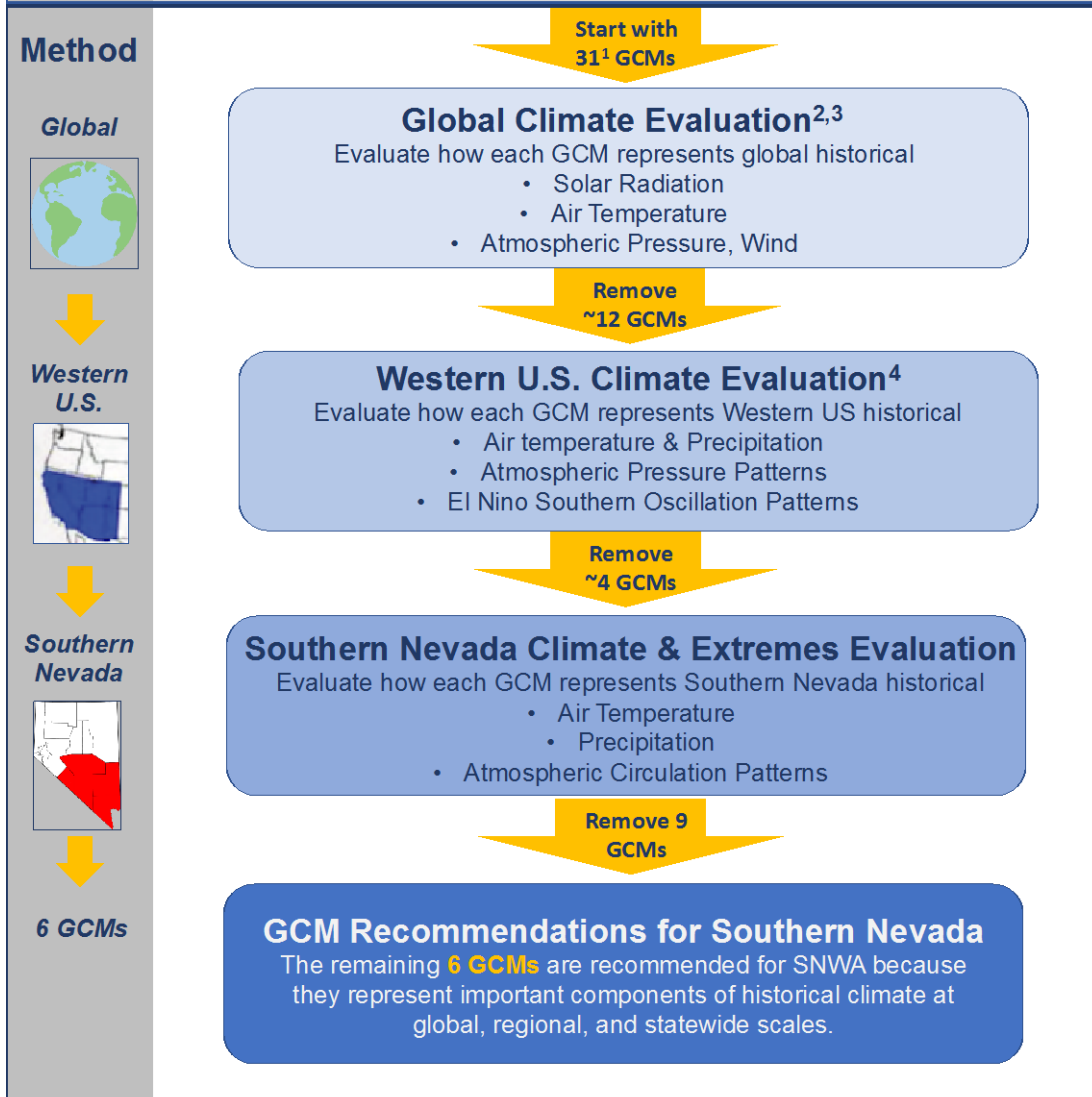 Method
Global
Western
U.S.
Southern
Nevada
6 GCMs
Start with
31¹ GCMs
Global Climate Evaluation²,³
Evaluate how each GCM represents global historical
• Solar Radiation
• Air Temperature
• Atmospheric Pressure, Wind
Remove
~12 GCMs
Western U.S. Climate Evaluation⁴
Evaluate how each GCM represents Western US historical
• Air temperature & Precipitation
• Atmospheric Pressure Patterns
• El Nino Southern Oscillation Patterns
Remove
~4 GCMs
Southern Nevada Climate & Extremes Evaluation
Evaluate how each GCM represents Southern Nevada historical
• Air Temperature
• Precipitation
• Atmospheric Circulation Patterns
Remove 9
GCMs
GCM Recommendations for Southern Nevada
The remaining 6 GCMs are recommended for SNWA because
they represent important components of historical climate at
global, regional, and statewide scales.